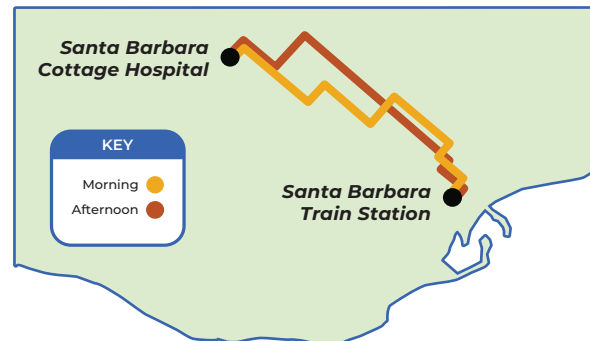 Santa Barbara
Cottage Hospital
KEY
Morning
Afternoon
Santa Barbara
Train Station